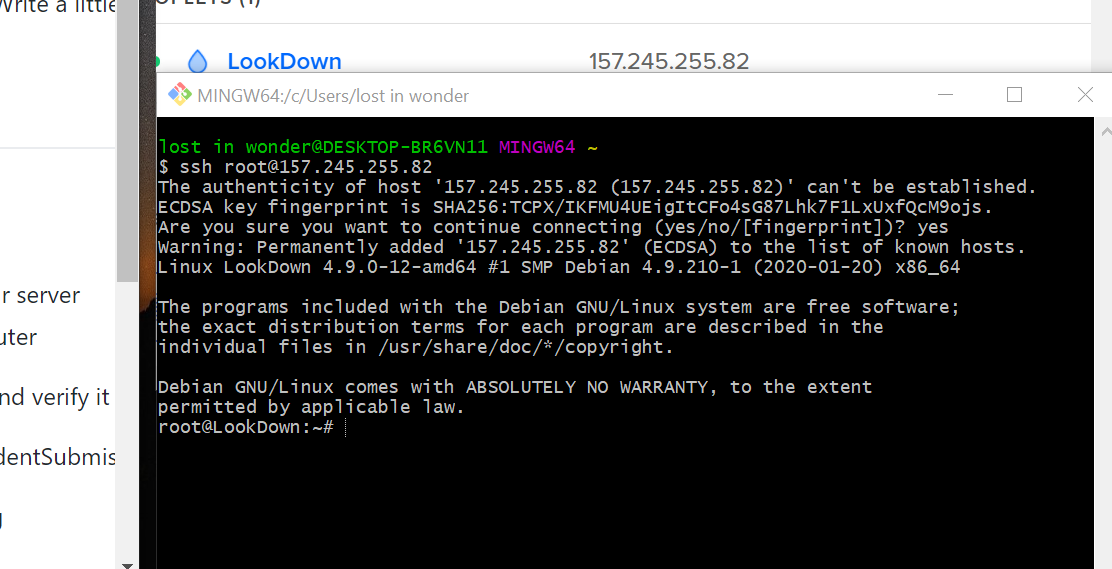 Write a little
LookDown 157.245.255.82
MINGW64:/c/Users/lost in wonder
lost in wonder@DESKTOP-BR6VN11 MINGW64 ~
$ ssh root@157.245.255.82
The authenticity of host '157.245.255.82 (157.245.255.82)' can't be established.
ECDSA key fingerprint is SHA256:TCPX/IKFMU4UEigItCFo4sG87Lhk7F1LxUxfQcM9ojs.
Are you sure you want to continue connecting (yes/no/[fingerprint])? yes
Warning: Permanently added '157.245.255.82' (ECDSA) to the list of known hosts.
Linux LookDown 4.9.0-12-amd64 #1 SMP Debian 4.9.210-1 (2020-01-20) x86_64
The programs included with the Debian GNU/Linux system are free software;
the exact distribution terms for each program are described in the
individual files in /usr/share/doc/*/copyright.
Debian GNU/Linux comes with ABSOLUTELY NO WARRANTY, to the extent
permitted by applicable law.
root@LookDown:~#
r server
uter
nd verify it
dentSubmis